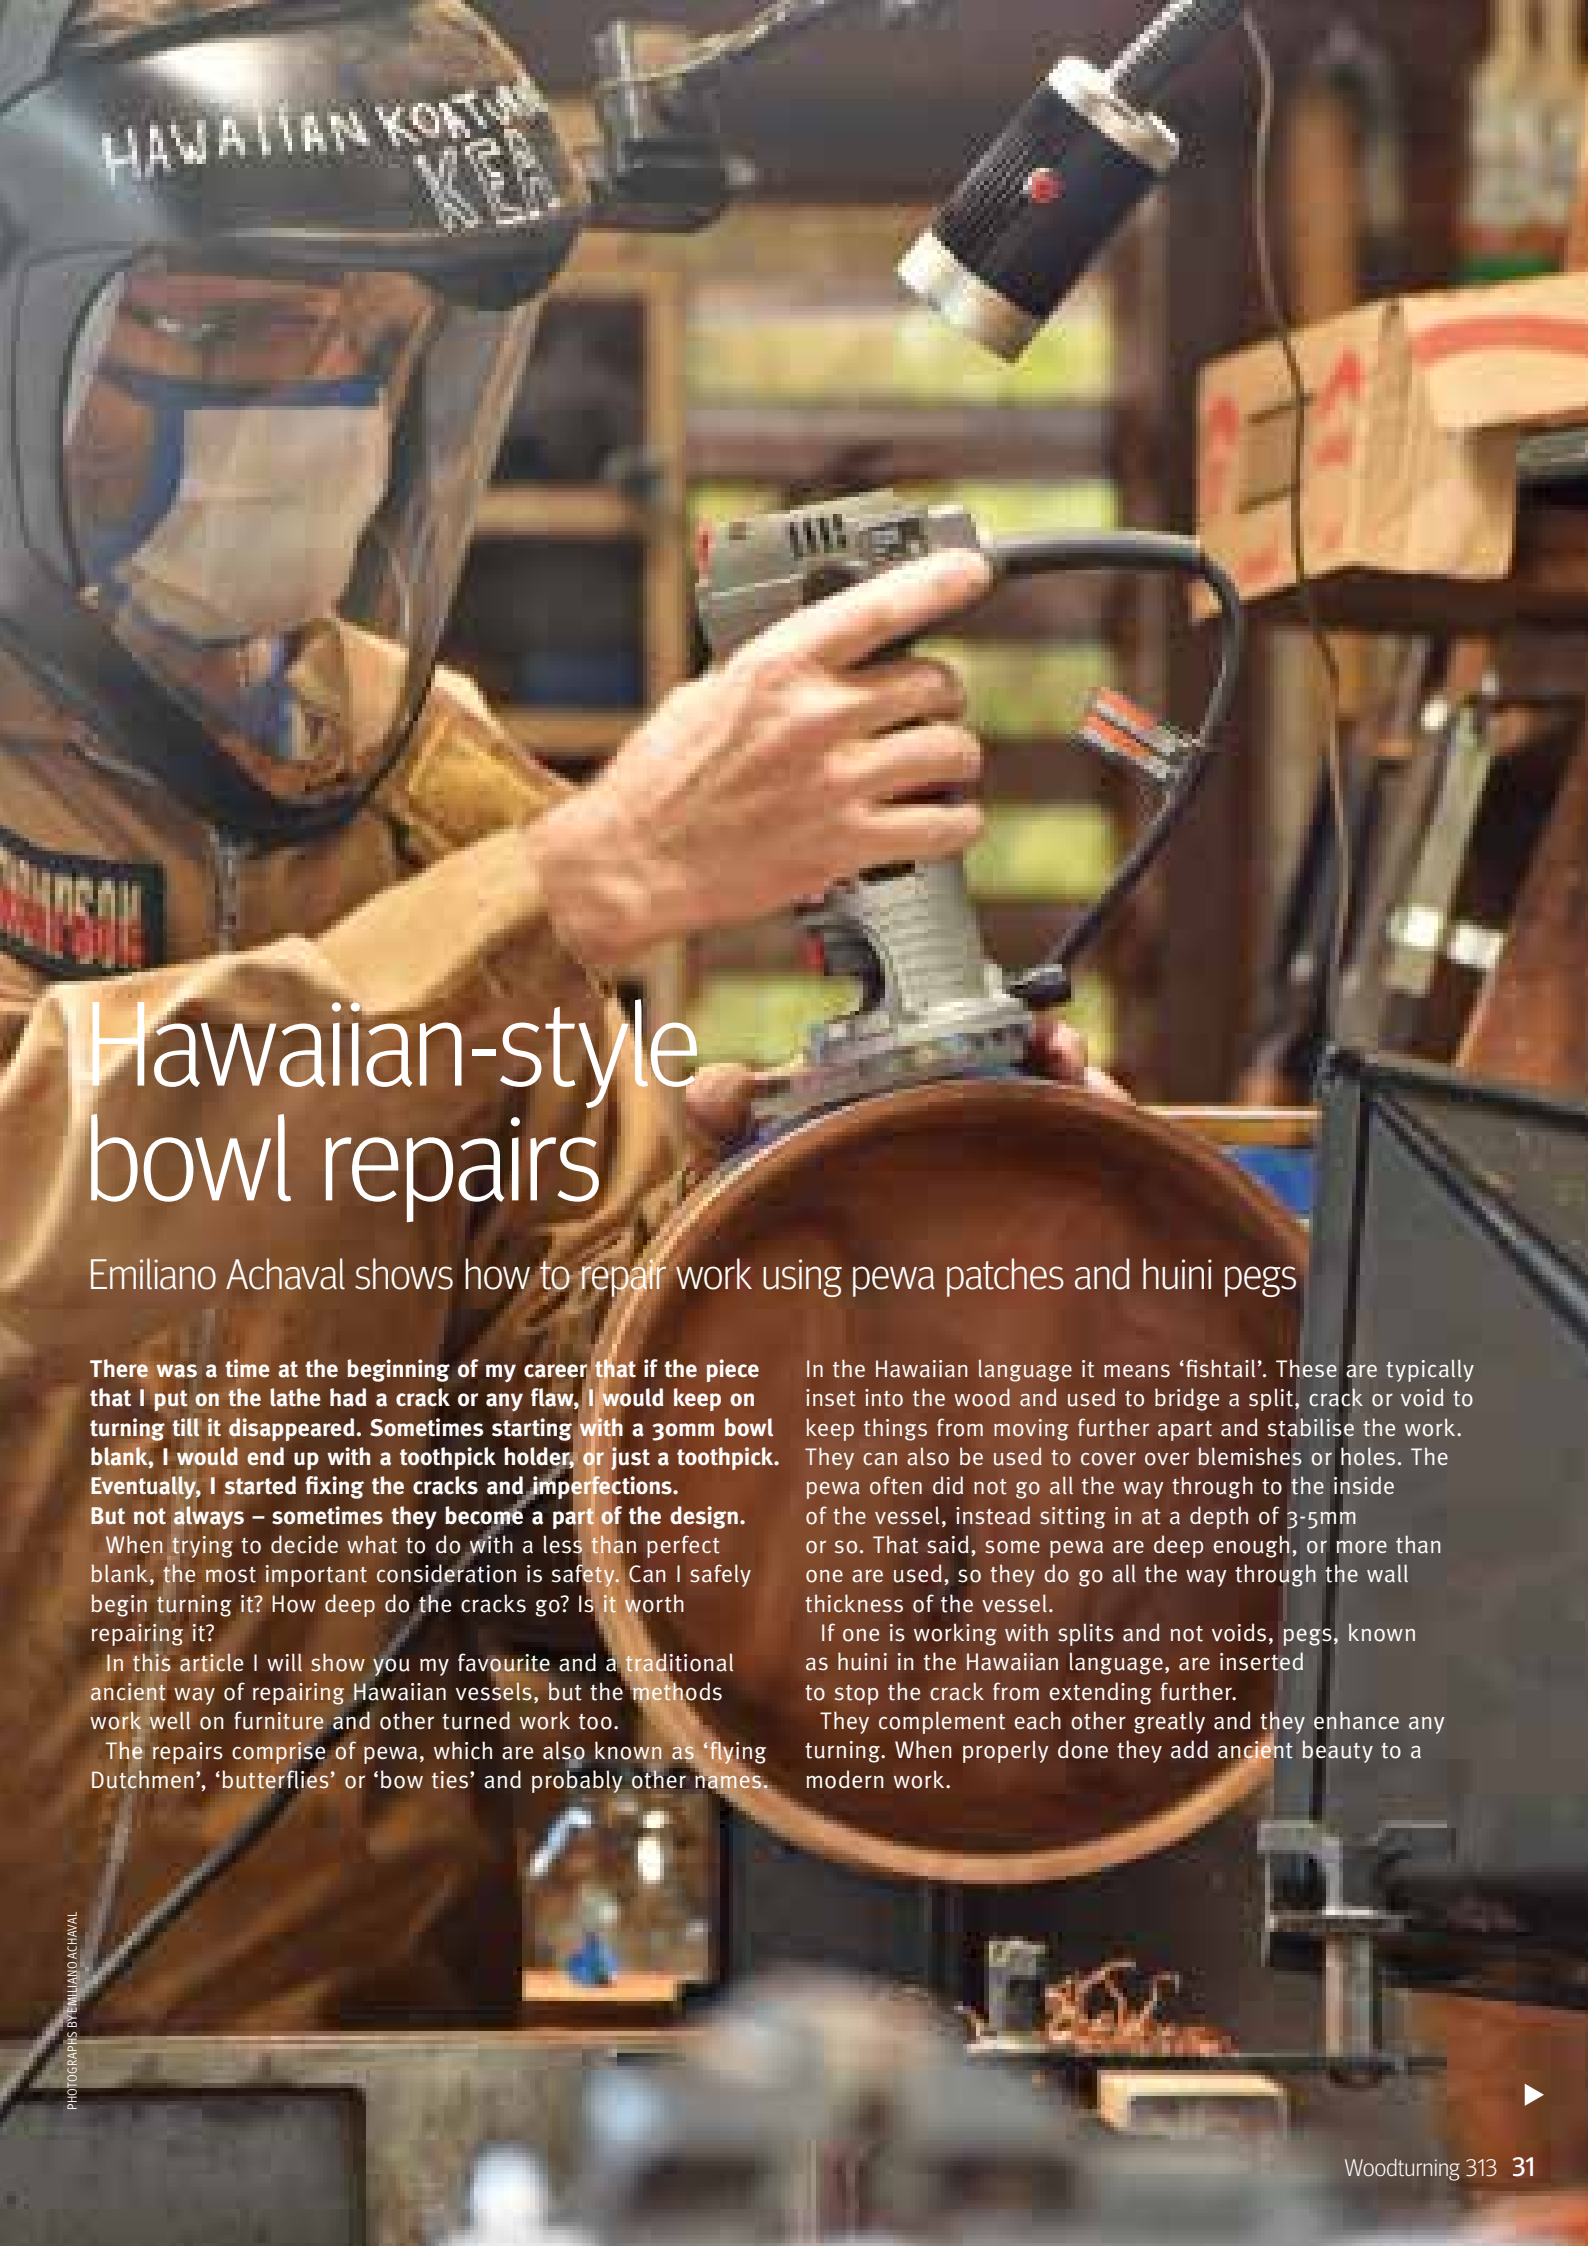 HAWAIIAN
Hawaiian-style
bowl repairs
Emiliano Achaval shows how to repair work using pewa patches and huini pegs
There was a time at the beginning of my career that if the piece
that I put on the lathe had a crack or any flaw, I would keep on
turning till it disappeared. Sometimes starting with a 30mm bowl
blank, I would end up with a toothpick holder, or just a toothpick.
Eventually, I started fixing the cracks and imperfections.
But not always – sometimes they become a part of the design.
When trying to decide what to do with a less than perfect
blank, the most important consideration is safety. Can I safely
begin turning it? How deep do the cracks go? Is it worth
repairing it?
In this article I will show you my favourite and a traditional
ancient way of repairing Hawaiian vessels, but the methods
work well on furniture and other turned work too.
The repairs comprise of pewa, which are also known as ‘flying
Dutchmen’, ‘butterflies’ or ‘bow ties’ and probably other names.
In the Hawaiian language it means ‘fishtail’. These are typically
inset into the wood and used to bridge a split, crack or void to
keep things from moving further apart and stabilise the work.
They can also be used to cover over blemishes or holes. The
pewa often did not go all the way through to the inside
of the vessel, instead sitting in at a depth of 3-5mm
or so. That said, some pewa are deep enough, or more than
one are used, so they do go all the way through the wall
thickness of the vessel.
If one is working with splits and not voids, pegs, known
as huini in the Hawaiian language, are inserted
to stop the crack from extending further.
They complement each other greatly and they enhance any
turning. When properly done they add ancient beauty to a
modern work.
PHOTOGRAPHS BY EMILIANO ACHAVAL
Woodturning 313 31